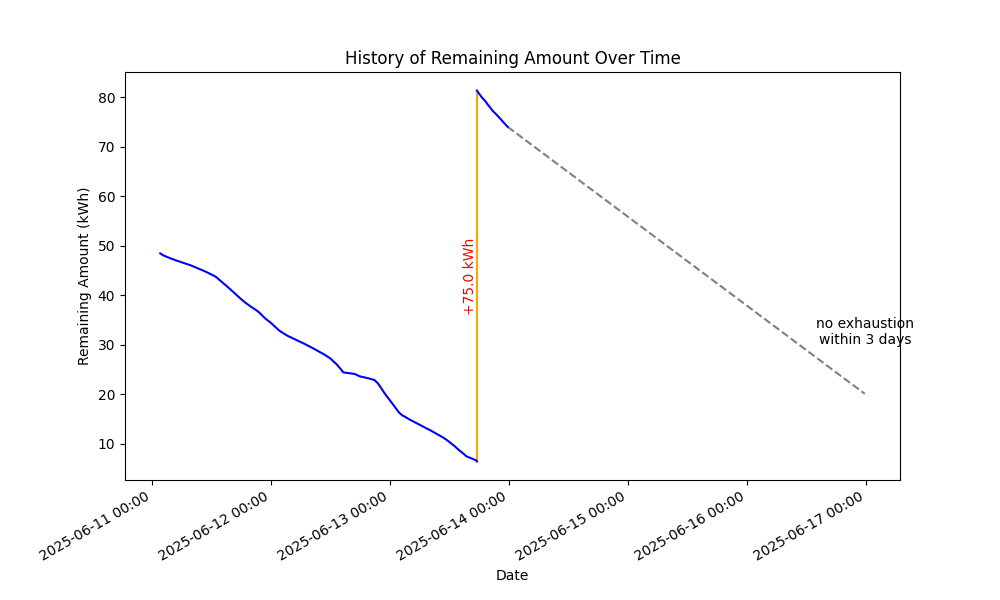 History of Remaining Amount Over Time
Remaining Amount (kWh)
80
70
60
50
40
30
20
10
+75.0 kWh
no exhaustion
within 3 days
2025-06-11 00:00
2025-06-12 00:00
2025-06-13 00:00
2025-06-14 00:00
2025-06-15 00:00
2025-06-16 00:00
2025-06-17 00:00
Date